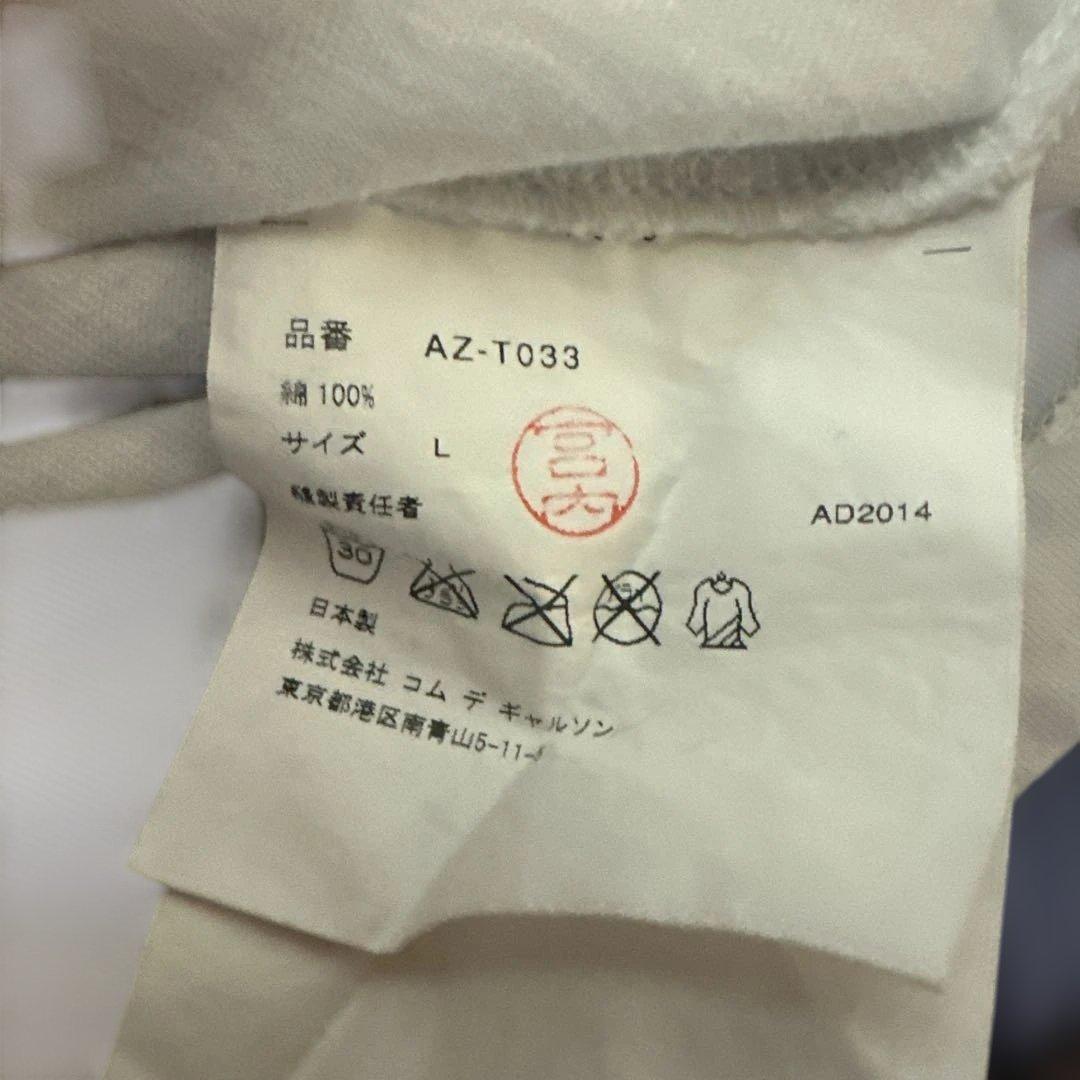 品番 AZ-T033
綿 100%
サイズ L
宮内
縫製責任者
AD2014
30
日本製
株式会社 コム デ ギャルソン
東京都港区南青山5-11-